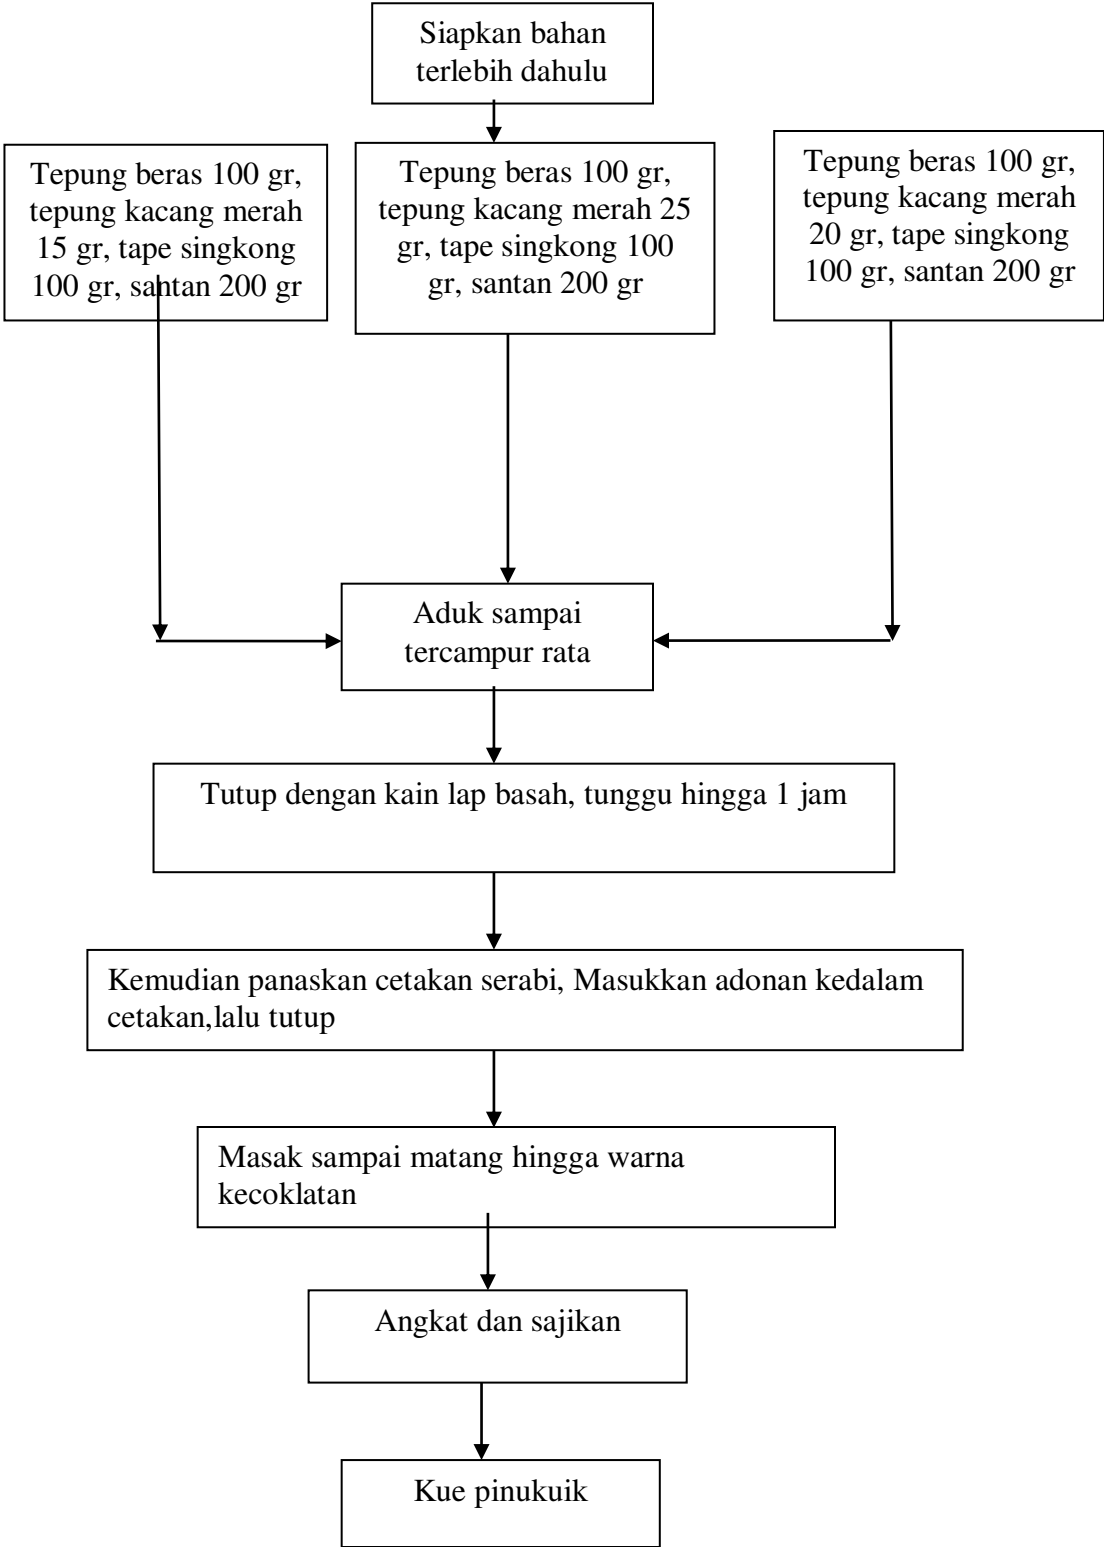 Siapkan bahan
terlebih dahulu
Tepung beras 100 gr,
tepung kacang merah
15 gr, tape singkong
100 gr, santan 200 gr
Tepung beras 100 gr,
tepung kacang merah 25
gr, tape singkong 100
gr, santan 200 gr
Tepung beras 100 gr,
tepung kacang merah
20 gr, tape singkong
100 gr, santan 200 gr
Aduk sampai
tercampur rata
Tutup dengan kain lap basah, tunggu hingga 1 jam
Kemudian panaskan cetakan serabi, Masukkan adonan kedalam
cetakan,lalu tutup
Masak sampai matang hingga warna
kecoklatan
Angkat dan sajikan
Kue pinukuik